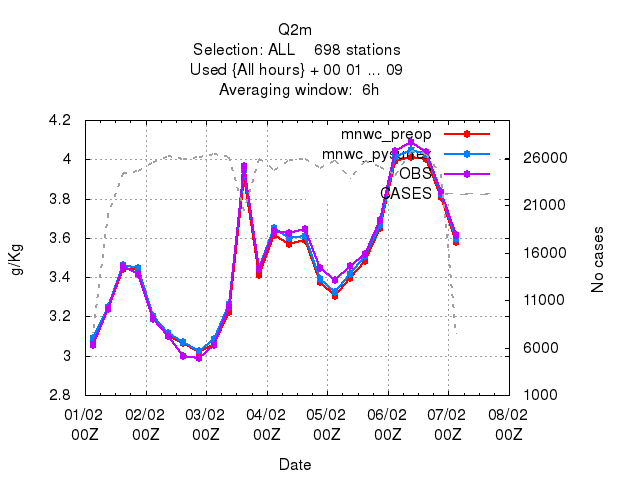 Q2m
Selection: ALL 698 stations
Used {All hours} + 00 01 ... 09
Averaging window: 6h
4.2
4
3.8
3.6
3.4
3.2
3
2.8
g/Kg
mnwc_preop
OBS
CASES
26000
21000
16000
11000
6000
1000
No cases
01/02 02/02 03/02 04/02 05/02 06/02 07/02 08/02
00Z 00Z 00Z 00Z 00Z 00Z 00Z 00Z
Date